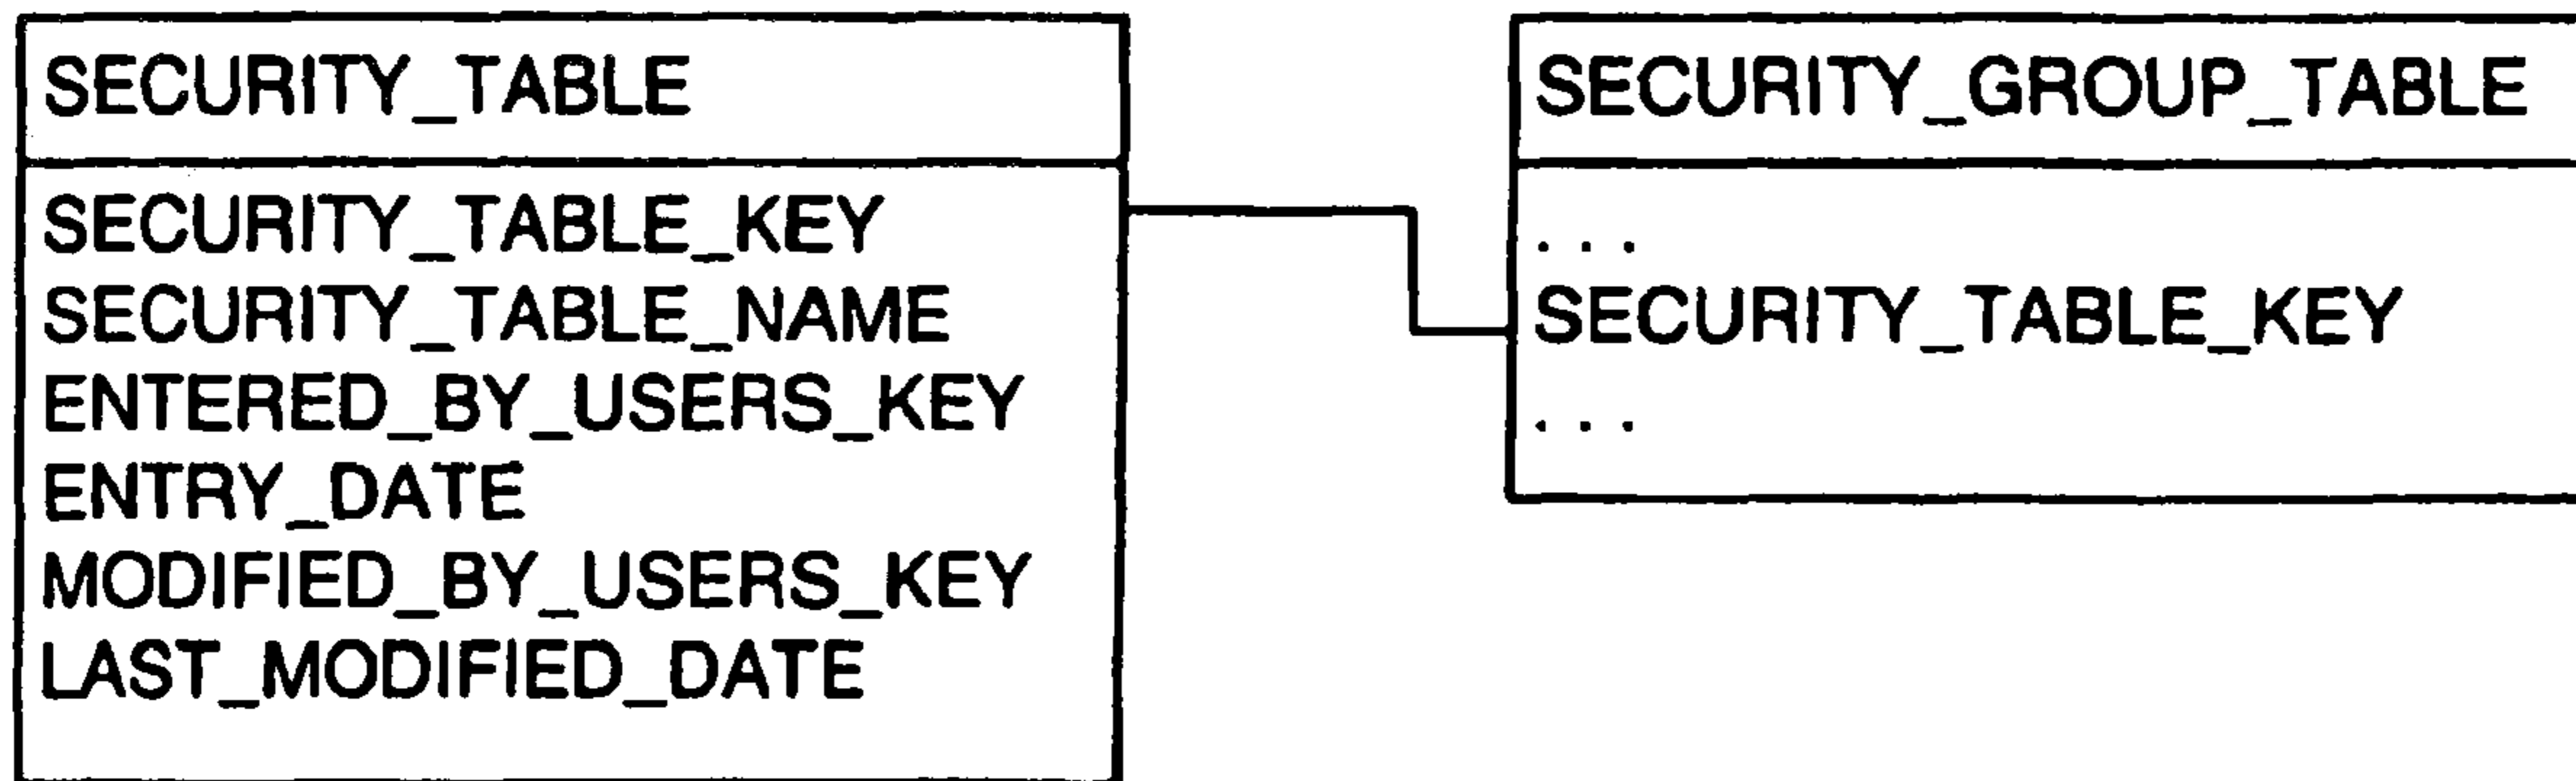 SECURITY_TABLE
SECURITY_TABLE_KEY
SECURITY_TABLE_NAME
ENTERED_BY_USERS_KEY
ENTRY_DATE
MODIFIED_BY_USERS_KEY
LAST_MODIFIED_DATE
SECURITY_GROUP_TABLE
. . .
SECURITY_TABLE_KEY
. . .